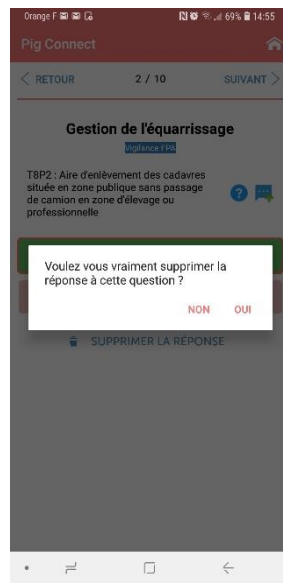 Orange F 69% 14:55
Pig Connect
RETOUR 2 / 10 SUIVANT
Gestion de l'équarrissage
Vigilance FPA
T8P2 : Aire d'enlèvement des cadavres
située en zone publique sans passage
de camion en zone d'élevage ou
professionnelle
Voulez vous vraiment supprimer la
réponse à cette question ?
NON OUI
SUPPRIMER LA RÉPONSE